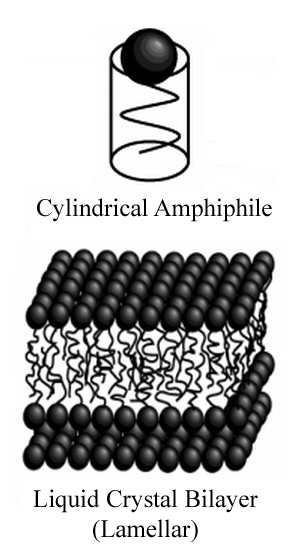 Cylindrical Amphiphile
Liquid Crystal Bilayer
(Lamellar)